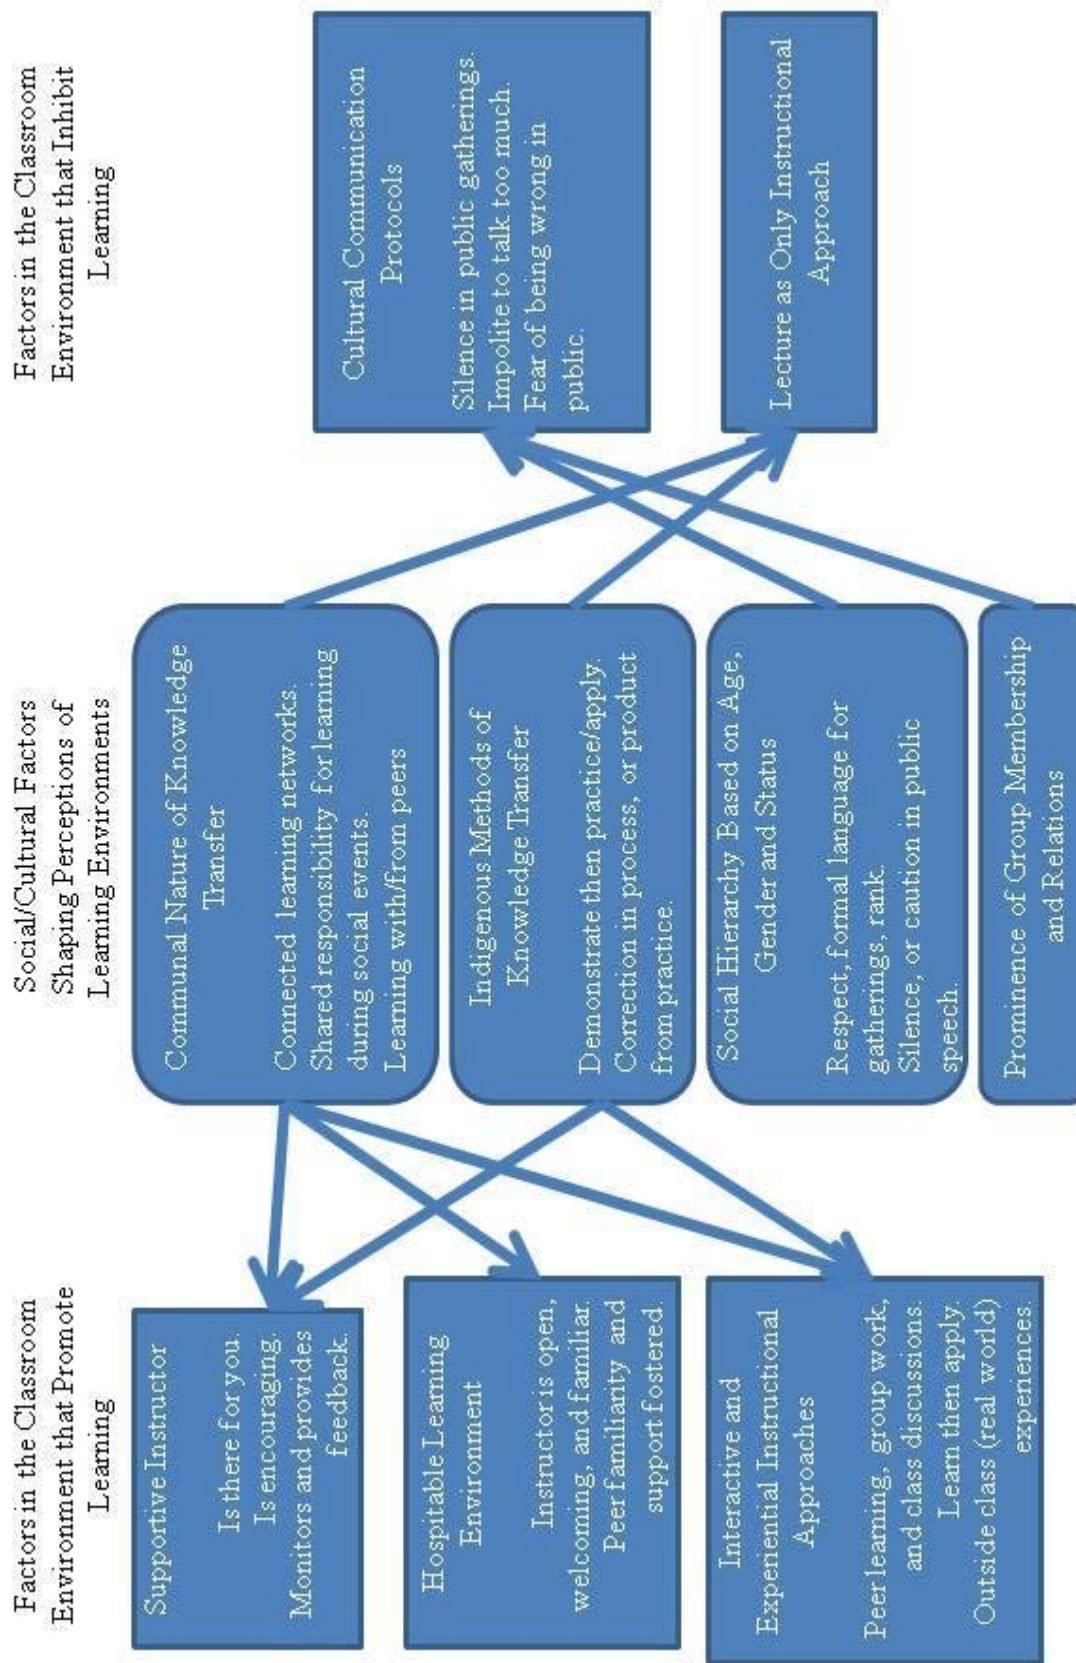 Factors in the Classroom
Environment that Promote
Learning
Supportive Instructor
Is there for you.
Is encouraging.
Monitors and provides
feedback.
Hospitable Learning
Environment
Instructor is open,
welcoming, and familiar.
Peer familiarity and
support fostered
Interactive and
Experiential Instructional
Approaches
Peer learning, group work,
and class discussions.
Learn then apply.
Outside class (real world)
experiences.
Social/Cultural Factors
Shaping Perceptions of
Learning Environments
Communal Nature of Knowledge
Transfer
Connected learning networks.
Shared responsibility for learning
during social events.
Learning with/from peers
Indigenous Methods of
Knowledge Transfer
Demonstrate then practice/apply.
Correction in process, or product
from practice.
Social Hierarchy Based on Age,
Gender and Status
Respect, formal language for
gatherings, rank.
Silence, or caution in public
speech.
Prominence of Group Membership
and Relations
Factors in the Classroom
Environment that Inhibit
Learning
Cultural Communication
Protocols
Silence in public gatherings.
Impolite to talk too much.
Fear of being wrong in
public.
Lecture as Only Instructional
Approach